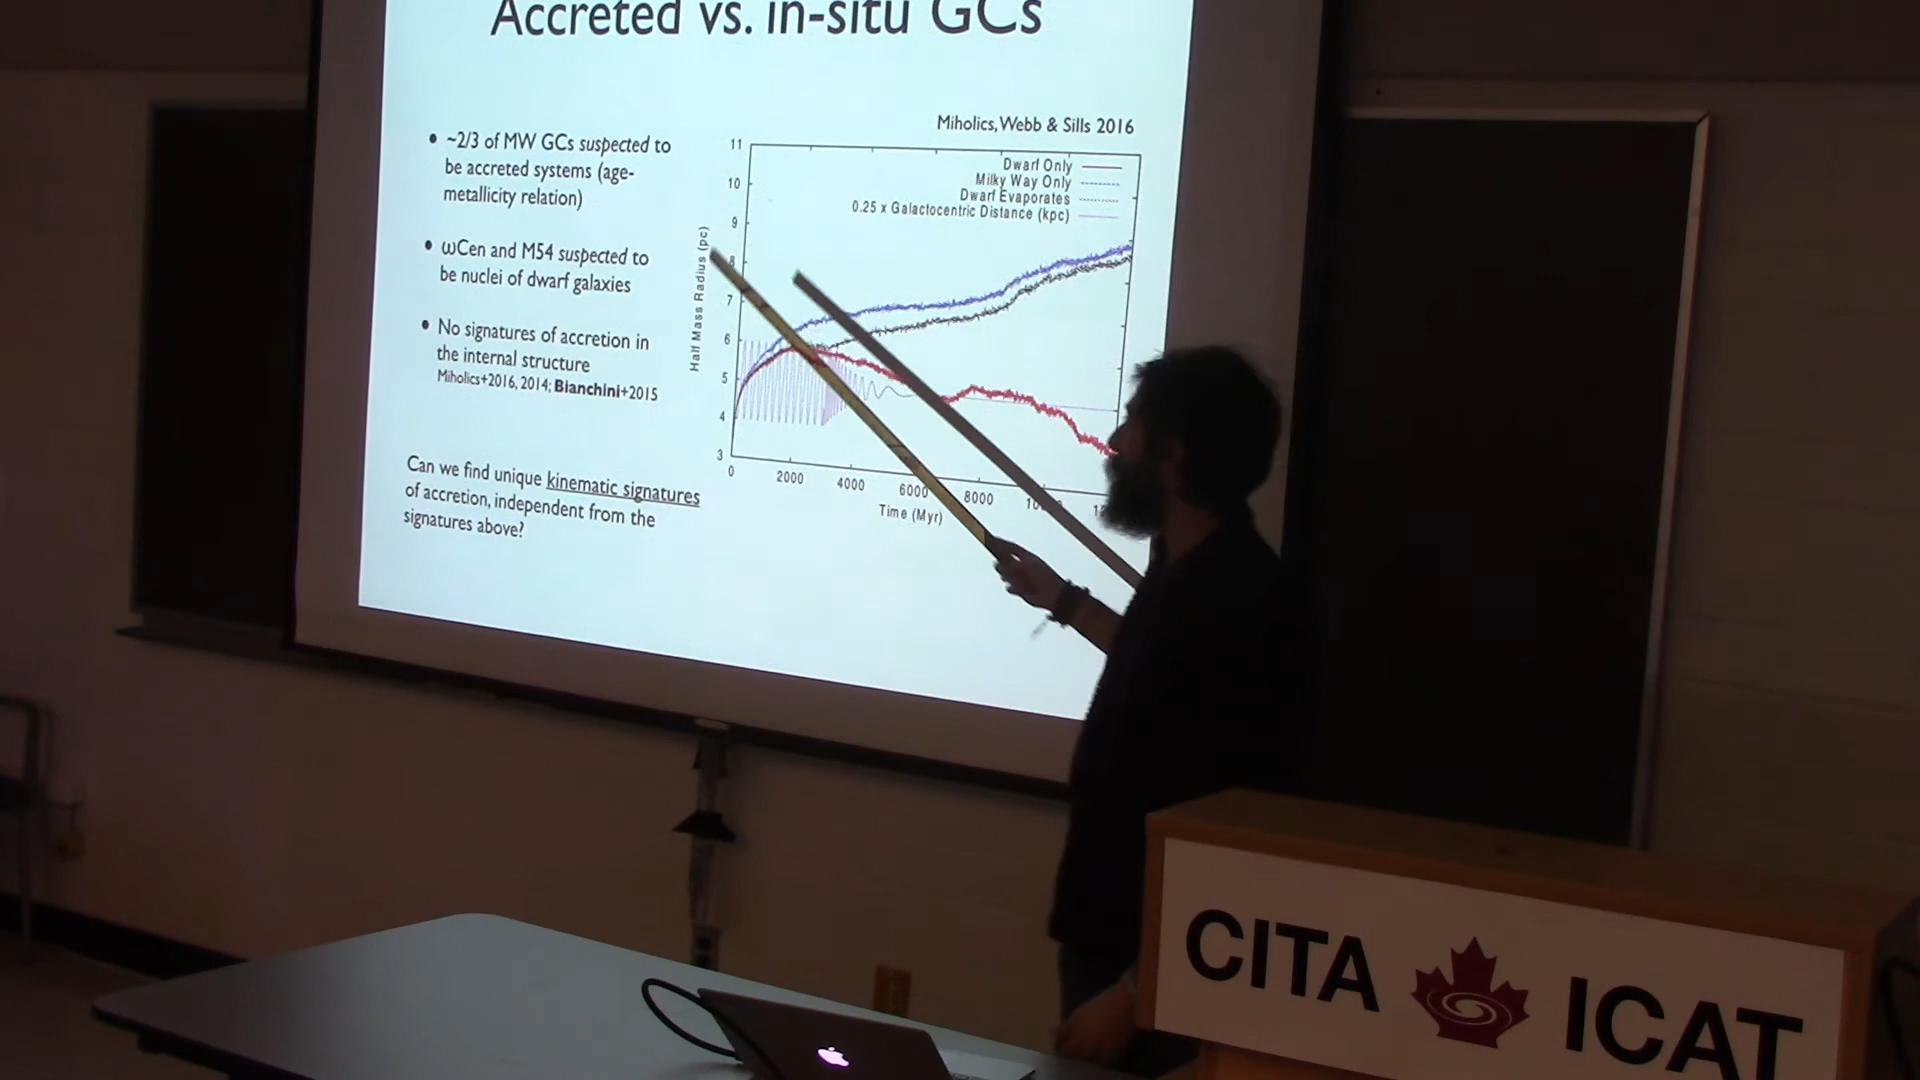 Accreted vs. in-situ GCs
• ~2/3 of MW GCs suspected to
be accreted systems (age-
metallicity relation)
• ωCen and M54 suspected to
be nuclei of dwarf galaxies
• No signatures of accretion in
the internal structure
Miholics+2016, 2014; Bianchini+2015
Can we find unique kinematic signatures
of accretion, independent from the
signatures above?
Miholics, Webb & Sills 2016
Dwarf Only
Milky Way Only
Dwarf Evaporates
0.25 x Galactocentric Distance (kpc)
Half Mass Radius (pc)
11
10
9
8
7
6
5
4
3
0 2000 4000 6000 8000
Time (Myr)
CITA ICAT